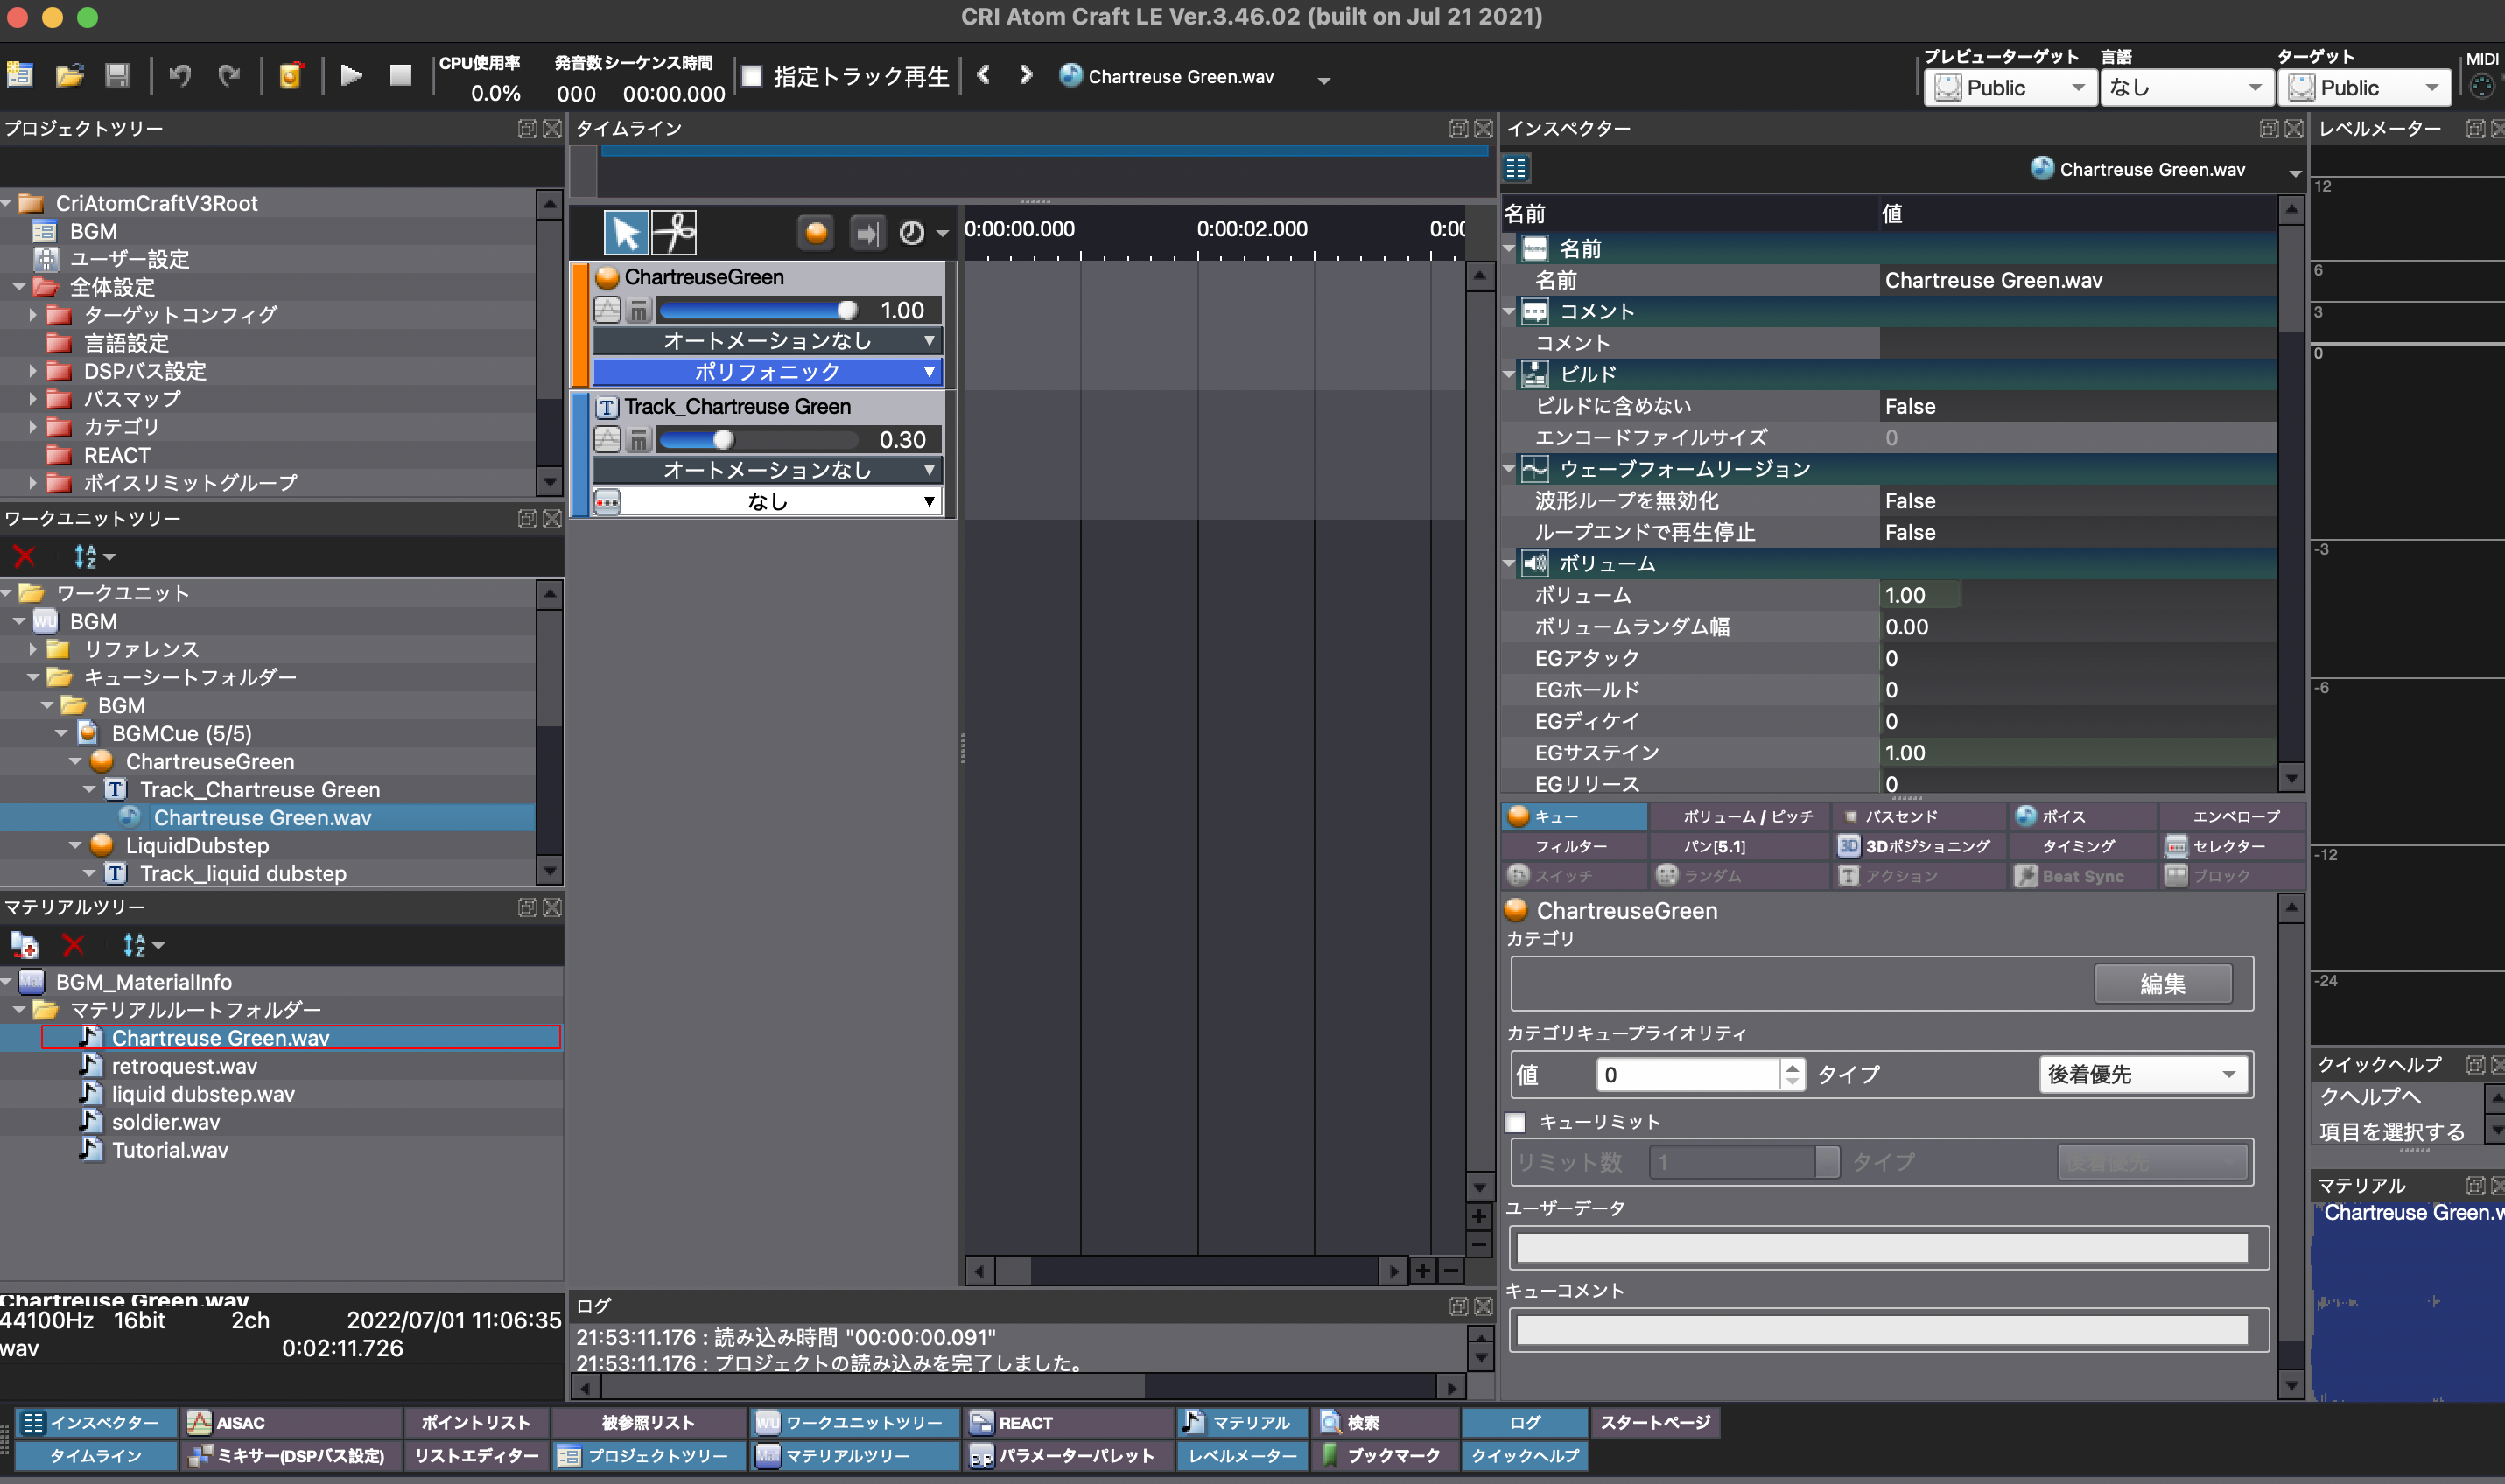 CRI Atom Craft LE Ver.3.46.02 (built on Jul 21 2021)
CPU使用率
0.0%
発音数
000
シーケンス時間
00:00.000
指定トラック再生
Chartreuse Green.wav
プレビューターゲット
Public
言語
なし
ターゲット
Public
MIDI
プロジェクトツリー
CriAtomCraftV3Root
BGM
ユーザー設定
全体設定
ターゲットコンフィグ
言語設定
DSPバス設定
バスマップ
カテゴリ
REACT
ボイスリミットグループ
ワークユニットツリー
ワークユニット
WU
BGM
リファレンス
キューシートフォルダー
BGM
BGMCue (5/5)
ChartreuseGreen
T
Track_Chartreuse Green
Chartreuse Green.wav
LiquidDubstep
T
Track_liquid dubstep
マテリアルツリー
BGM_MaterialInfo
マテリアルルートフォルダー
Chartreuse Green.wav
retroquest.wav
liquid dubstep.wav
soldier.wav
Tutorial.wav
Chartreuse Green.wav
44100Hz 16bit 2ch 2022/07/01 11:06:35
wav 0:02:11.726
タイムライン
0:00:00.000
0:00:02.000
0:00
ChartreuseGreen
1.00
オートメーションなし
ポリフォニック
T
Track_Chartreuse Green
0.30
オートメーションなし
なし
ログ
21:53:11.176 : 読み込み時間 "00:00:00.091"
21:53:11.176 : プロジェクトの読み込みを完了しました。
インスペクター
Chartreuse Green.wav
名前 値
名前
名前 Chartreuse Green.wav
コメント
コメント
ビルド
ビルドに含めない False
エンコードファイルサイズ 0
ウェーブフォームリージョン
波形ループを無効化 False
ループエンドで再生停止 False
ボリューム
ボリューム 1.00
ボリュームランダム幅 0.00
EGアタック 0
EGホールド 0
EGディケイ 0
EGサステイン 1.00
EGリリース 0
キュー ボリューム / ピッチ バスセンド ボイス エンベロープ
フィルター パン[5.1] 3D 3Dポジショニング タイミング セレクター
スイッチ ランダム T アクション Beat Sync ブロック
ChartreuseGreen
カテゴリ
編集
カテゴリキュープライオリティ
値 0 タイプ 後着優先
キューリミット
リミット数 1 タイプ 後着優先
ユーザーデータ
キューコメント
レベルメーター
12
6
3
0
-3
-6
-12
-24
クイックヘルプ
クヘルプへ
項目を選択する
マテリアル
Chartreuse Green.w
インスペクター AISAC ポイントリスト 被参照リスト WU ワークユニットツリー REACT マテリアル 検索 ログ スタートページ
タイムライン ミキサー(DSPバス設定) リストエディター プロジェクトツリー マテリアルツリー パラメーターパレット レベルメーター ブックマーク クイックヘルプ